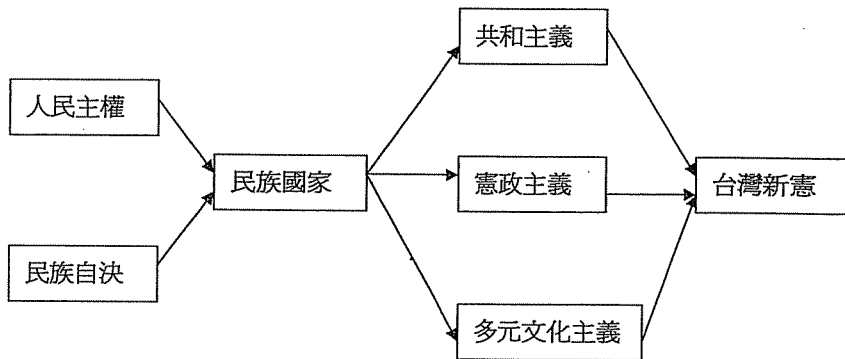 共和主義
人民主權
民族國家
憲政主義
台灣新憲
民族自決
多元文化主義